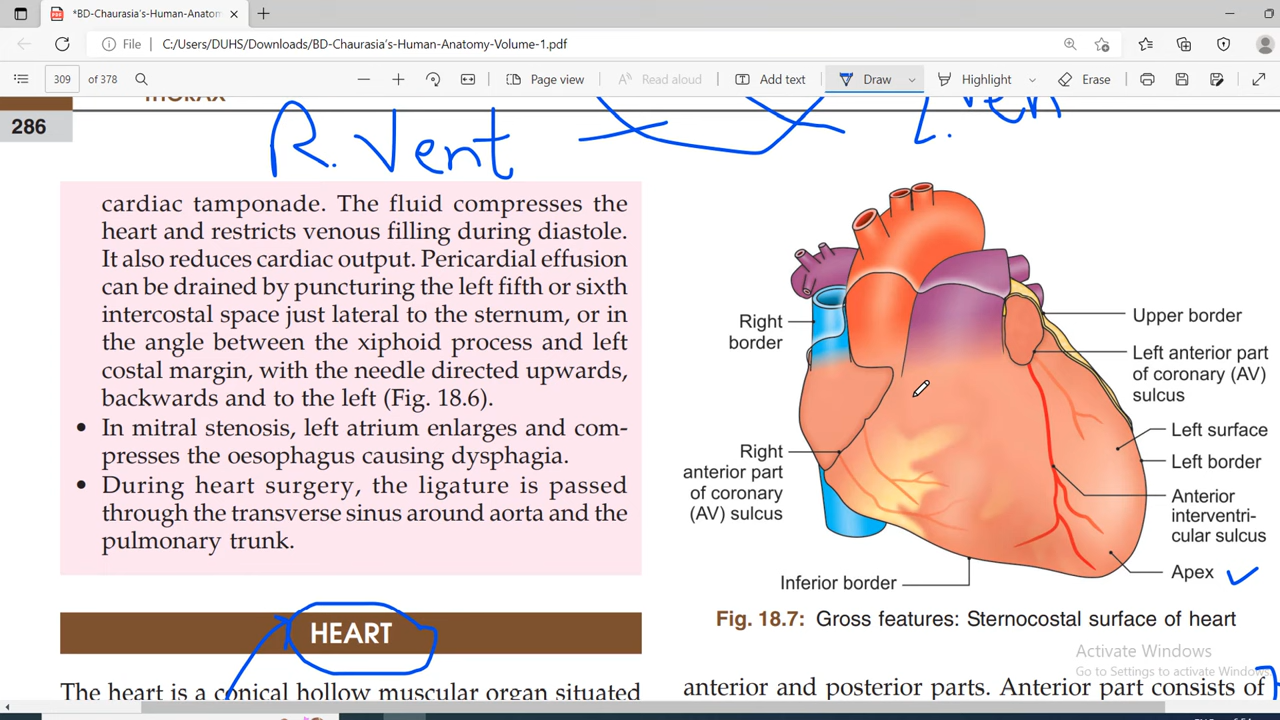 *BD-Chaurasia's-Human-Anatom
File
C:/Users/DUHS/Downloads/BD-Chaurasia's-Human-Anatomy-Volume-1.pdf
309 of 378
Page view
Read aloud
Add text
Draw
Highlight
Erase
THORAX
286
R. Vent
L. Ven
cardiac tamponade. The fluid compresses the
heart and restricts venous filling during diastole.
It also reduces cardiac output. Pericardial effusion
can be drained by puncturing the left fifth or sixth
intercostal space just lateral to the sternum, or in
the angle between the xiphoid process and left
costal margin, with the needle directed upwards,
backwards and to the left (Fig. 18.6).
• In mitral stenosis, left atrium enlarges and com-
presses the oesophagus causing dysphagia.
• During heart surgery, the ligature is passed
through the transverse sinus around aorta and the
pulmonary trunk.
HEART
The heart is a conical hollow muscular organ situated
Right
border
Right
anterior part
of coronary
(AV) sulcus
Inferior border
Upper border
Left anterior part
of coronary (AV)
sulcus
Left surface
Left border
Anterior
interventri-
cular sulcus
Apex
Fig. 18.7: Gross features: Sternocostal surface of heart
Activate Windows
Go to Settings to activate Windows.
anterior and posterior parts. Anterior part consists of